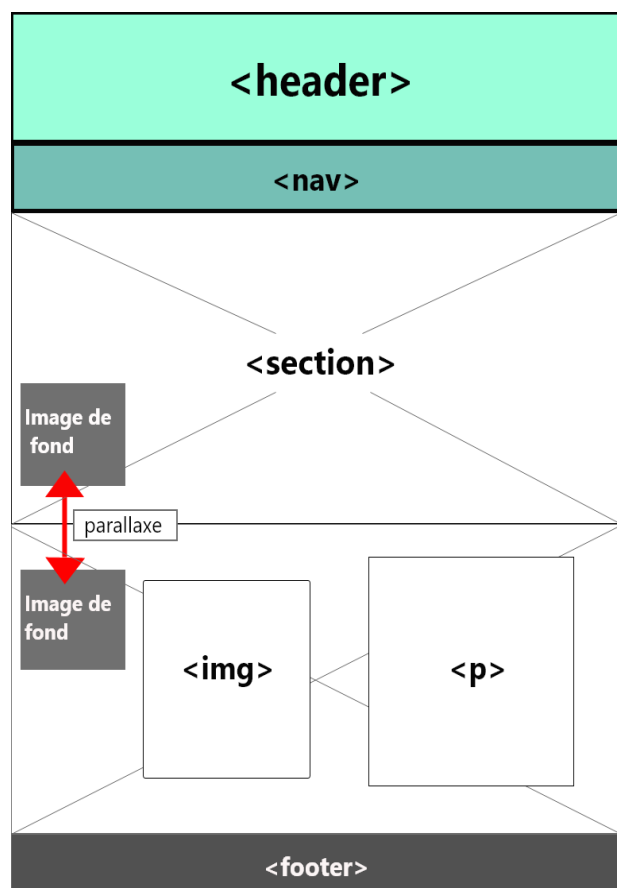 <header>
<nav>
<section>
Image de
fond
parallaxe
Image de
fond
<img>
<p>
<footer>